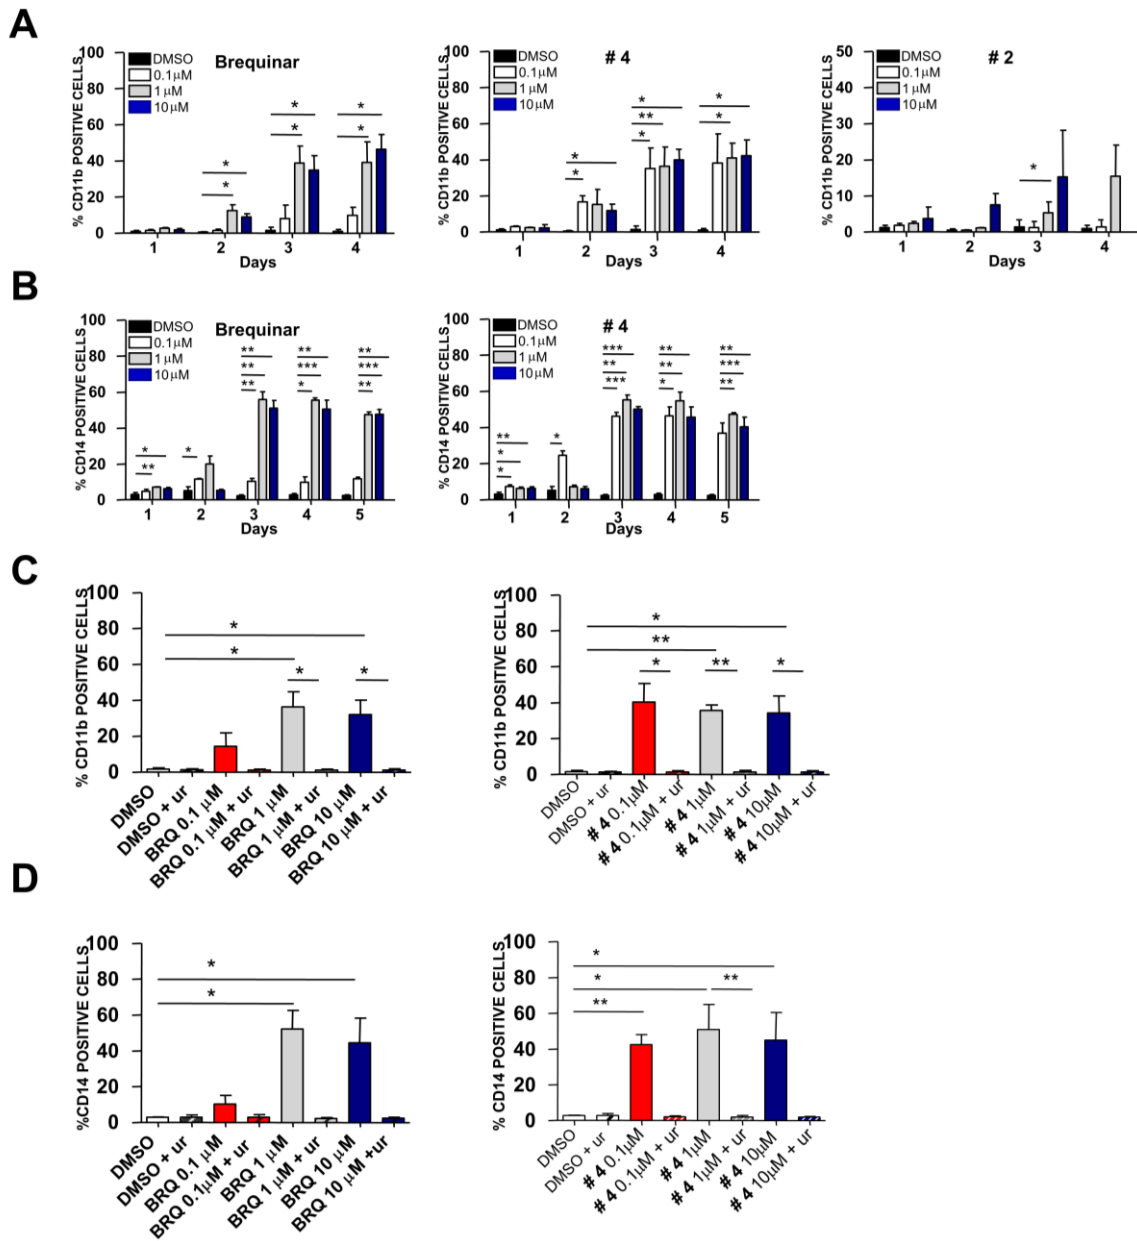 A
% CD11b POSITIVE CELLS
100
80
60
40
20
0
DMSO
0.1µM
1 µM
10µM
Brequinar
* * * * * *
1 2 3 4
Days
% CD11b POSITIVE CELLS
100
80
60
40
20
0
DMSO
0.1µM
1 µM
10µM
# 4
* * * ** * * *
1 2 3 4
Days
% CD11b POSITIVE CELLS
50
40
30
20
10
0
DMSO
0.1µM
1 µM
10µM
# 2
*
1 2 3 4
Days
B
% CD14 POSITIVE CELLS
100
80
60
40
20
0
DMSO
0.1µM
1 µM
10µM
Brequinar
* ** * ** ** ** ** *** * ** *** **
1 2 3 4 5
Days
% CD14 POSITIVE CELLS
100
80
60
40
20
0
DMSO
0.1µM
1 µM
10µM
# 4
** * * * *** ** *** ** ** * ** *** **
1 2 3 4 5
Days
C
% CD11b POSITIVE CELLS
100
80
60
40
20
0
* * * *
DMSO
DMSO + ur
BRQ 0.1 µM
BRQ 0.1 µM + ur
BRQ 1 µM
BRQ 1 µM + ur
BRQ 10 µM
BRQ 10 µM + ur
% CD11b POSITIVE CELLS
100
80
60
40
20
0
* ** * ** *
DMSO
DMSO + ur
# 4 0.1µM
# 4 0.1µM + ur
# 4 1µM
# 4 1µM + ur
# 4 10µM
# 4 10µM + ur
D
%CD14 POSITIVE CELLS
100
80
60
40
20
0
* *
DMSO
DMSO + ur
BRQ 0.1 µM
BRQ 0.1µM + ur
BRQ 1 µM
BRQ 1 µM + ur
BRQ 10 µM
BRQ 10 µM +ur
% CD14 POSITIVE CELLS
100
80
60
40
20
0
* * ** **
DMSO
DMSO + ur
# 4 0.1µM
# 4 0.1µM + ur
# 4 1µM
# 4 1µM + ur
# 4 10µM
# 4 10µM + ur